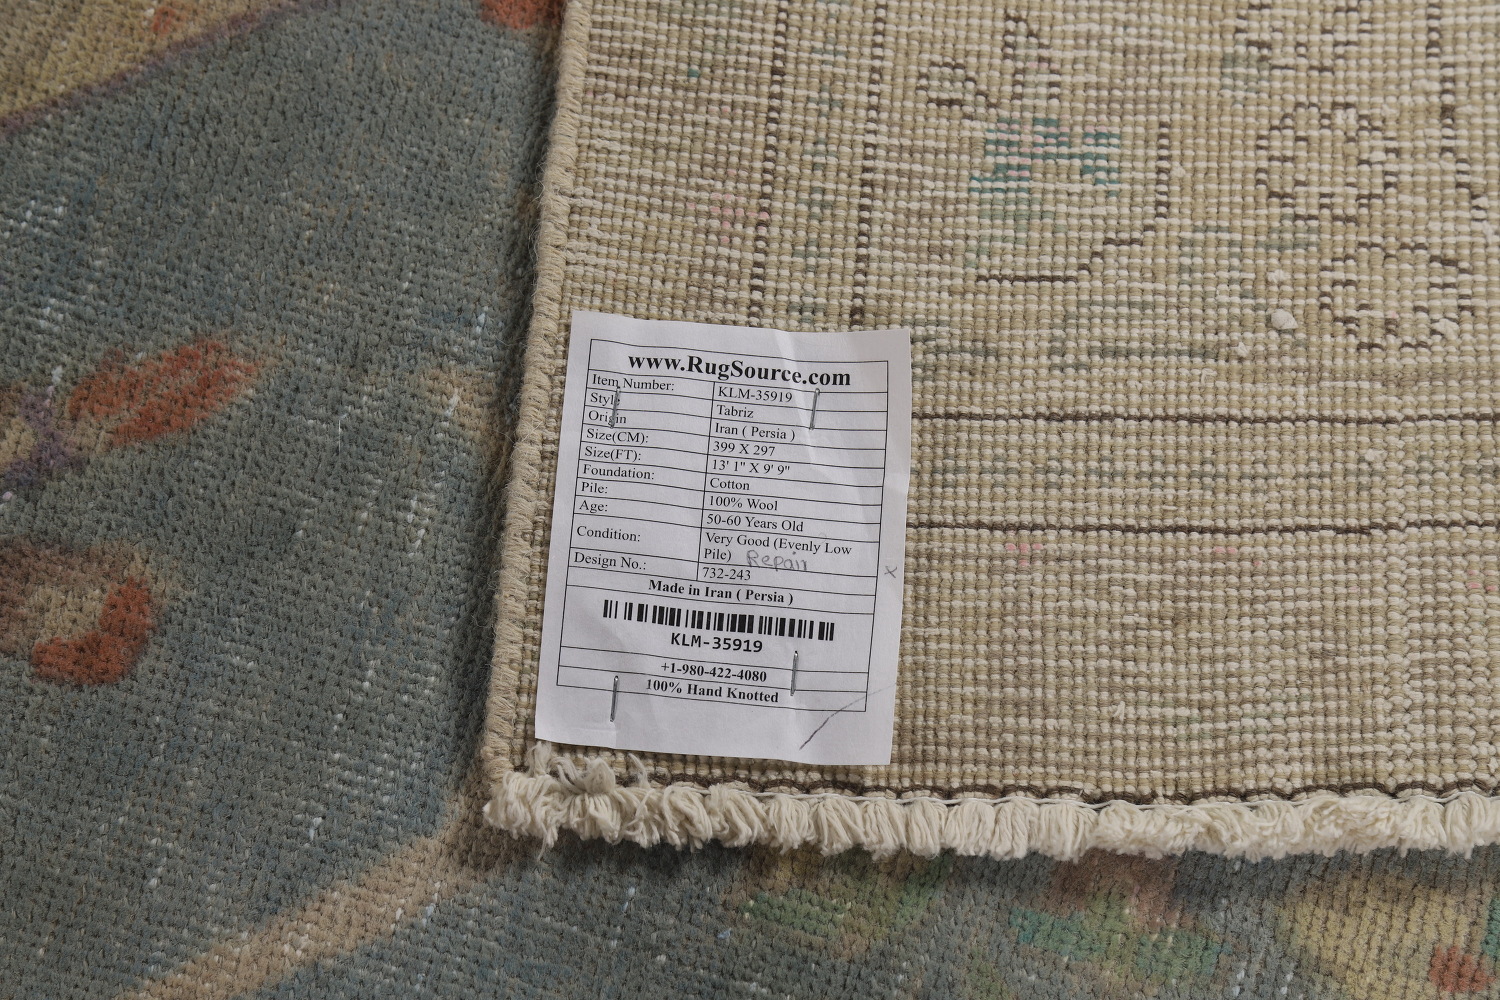 www.RugSource.com
Item Number: KLM-35919
Style Tabriz
Origin Iran ( Persia )
Size(CM): 399 X 297
Size(FT): 13' 1" X 9' 9"
Foundation: Cotton
Pile: 100% Wool
Age: 50-60 Years Old
Condition: Very Good (Evenly Low
Pile) Repair
Design No.: 732-243
Made in Iran ( Persia )
KLM-35919
+1-980-422-4080
100% Hand Knotted
x